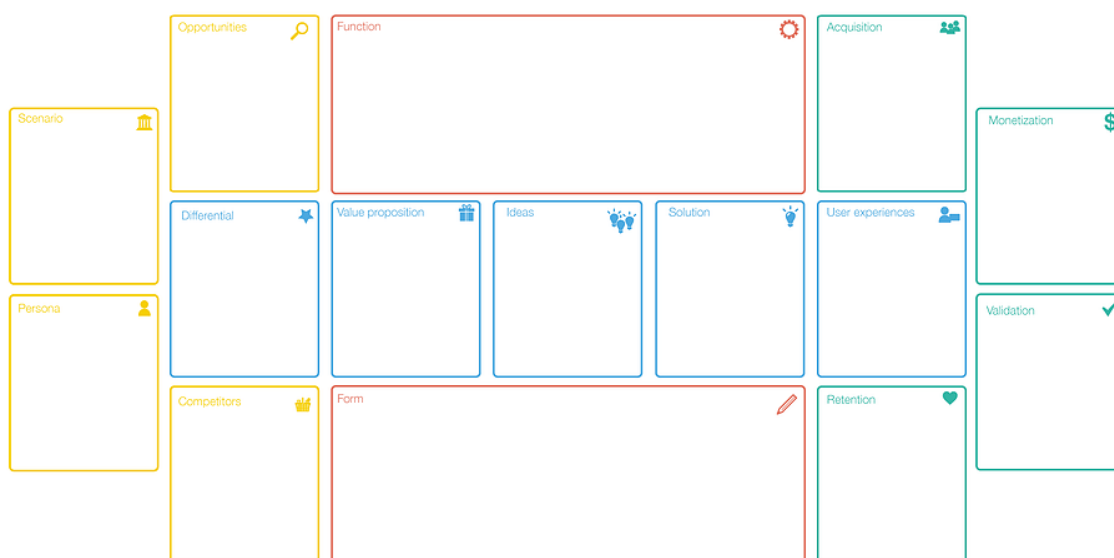 Opportunities
Function
Acquisition
Scenario
Monetization
$
Differential
Value proposition
Ideas
Solution
User experiences
Persona
Validation
Competitors
Form
Retention